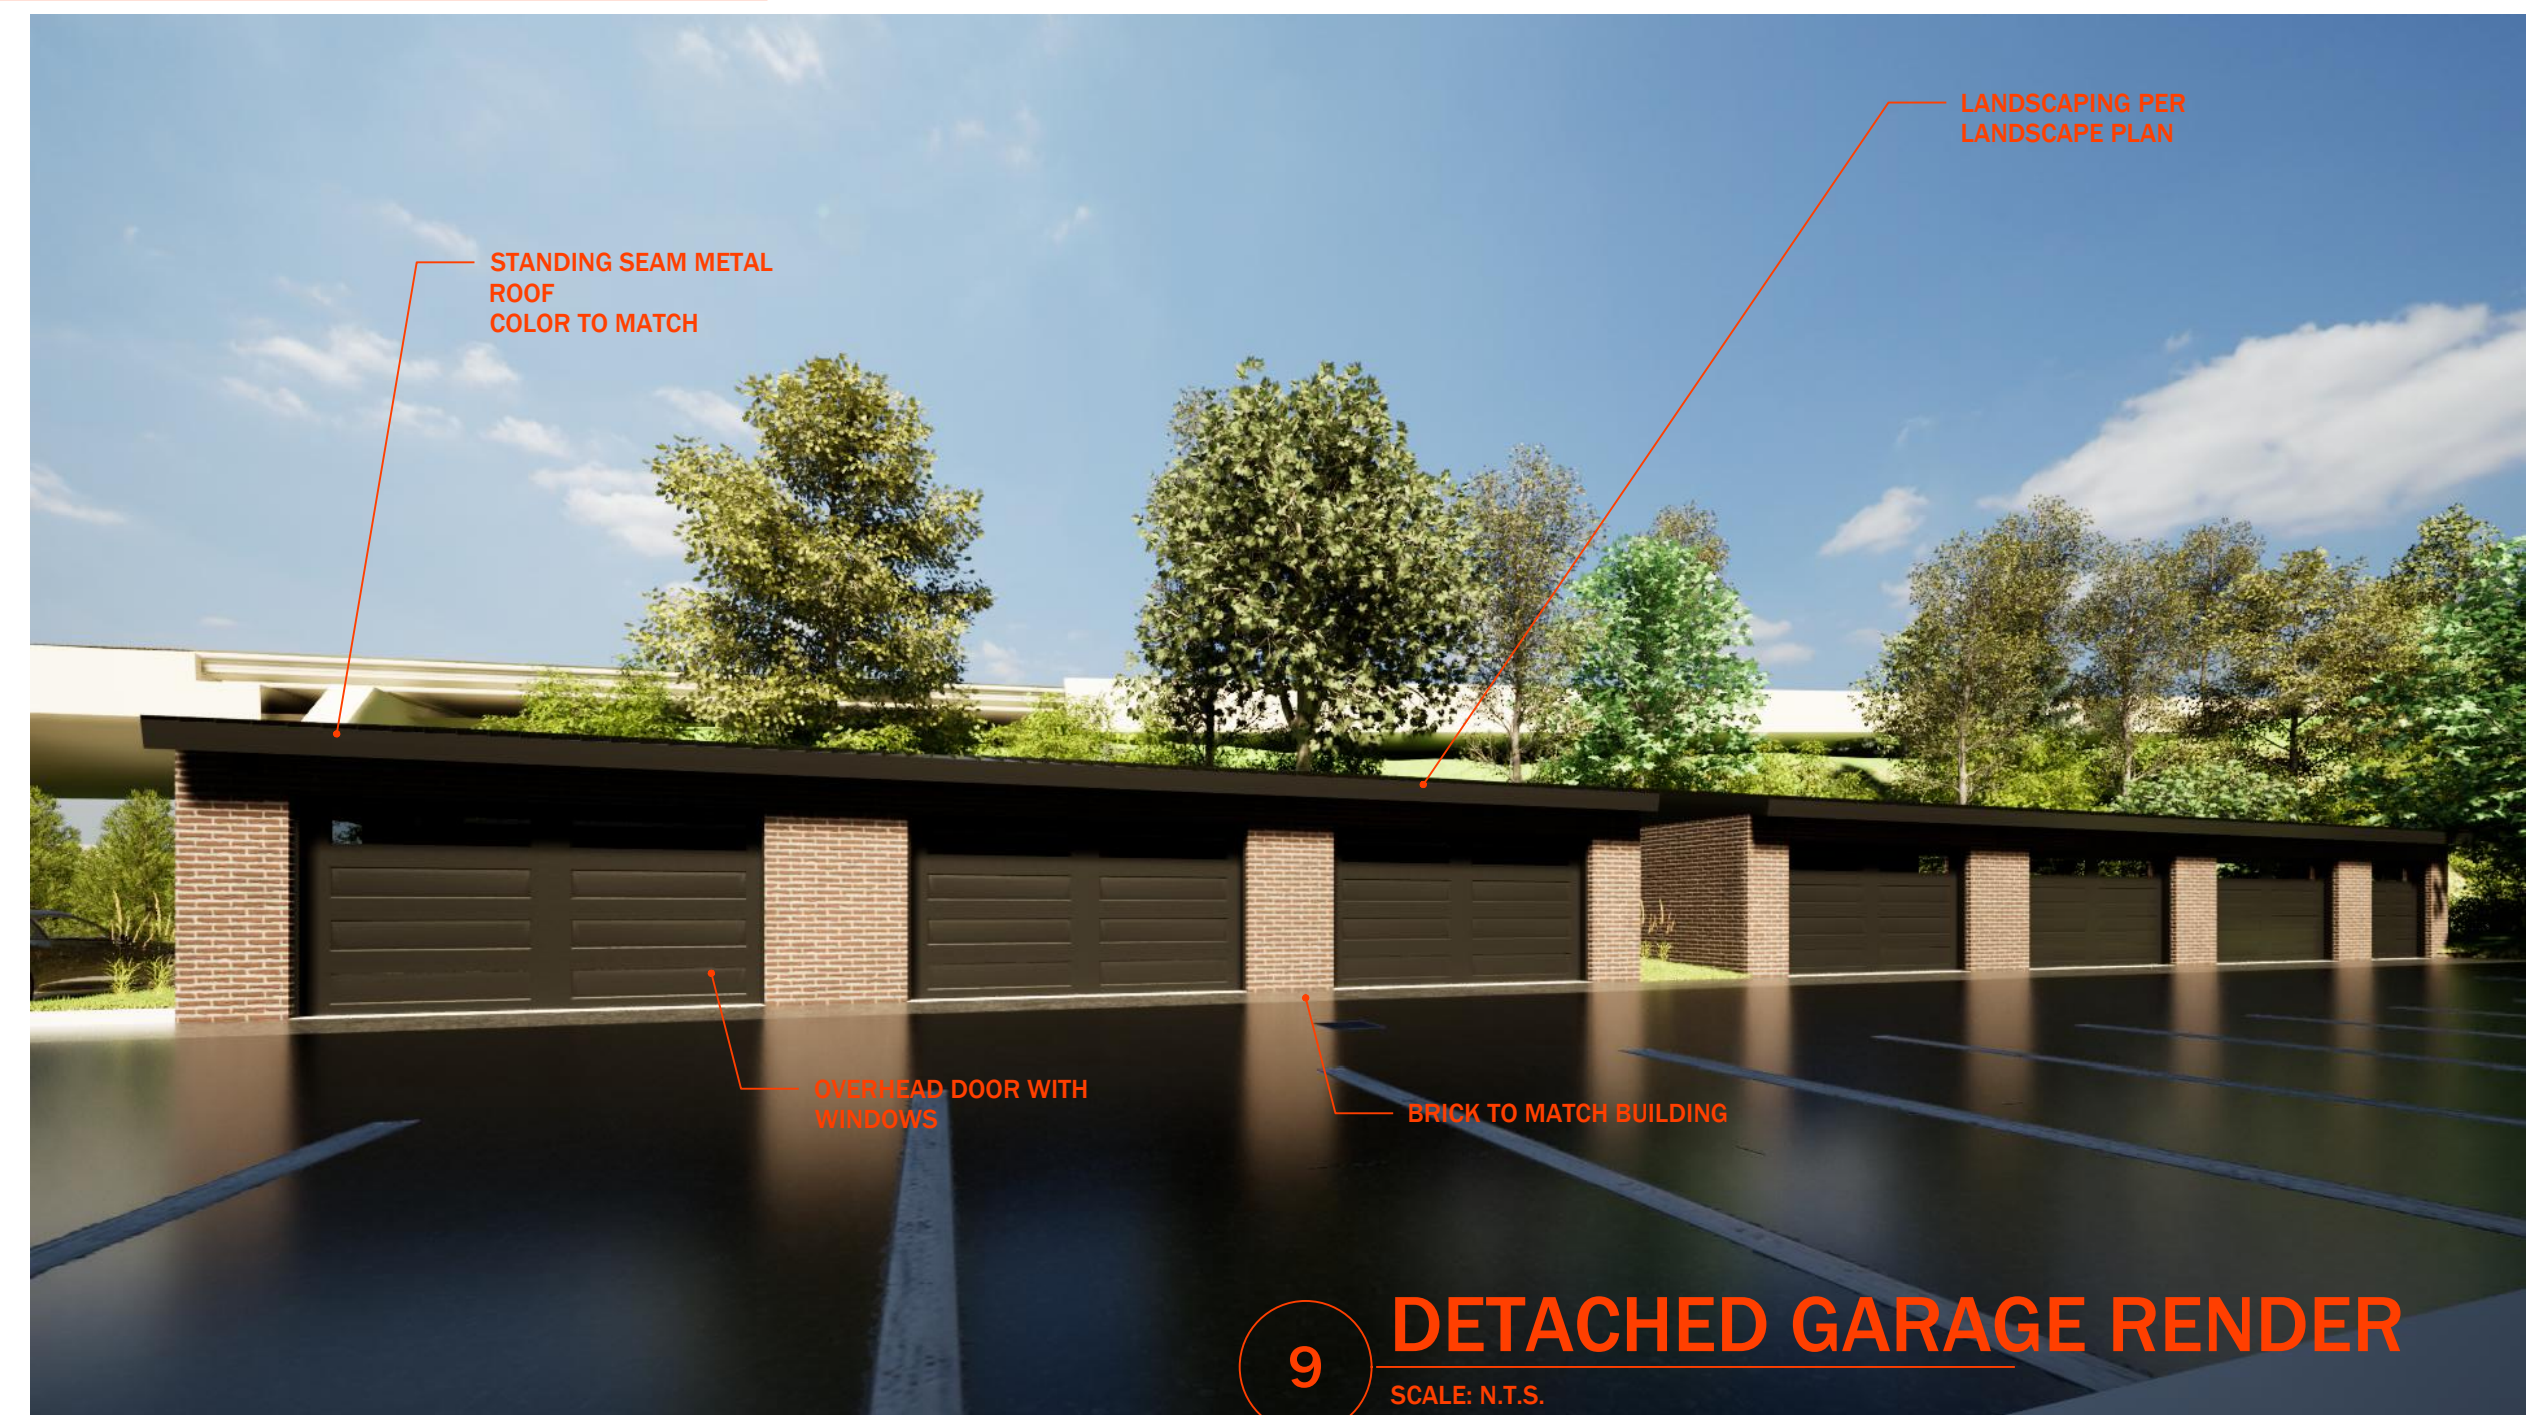 LANDSCAPING PER
LANDSCAPE PLAN
STANDING SEAM METAL
ROOF
COLOR TO MATCH
OVERHEAD DOOR WITH
WINDOWS
BRICK TO MATCH BUILDING
9
DETACHED GARAGE RENDER
SCALE: N.T.S.